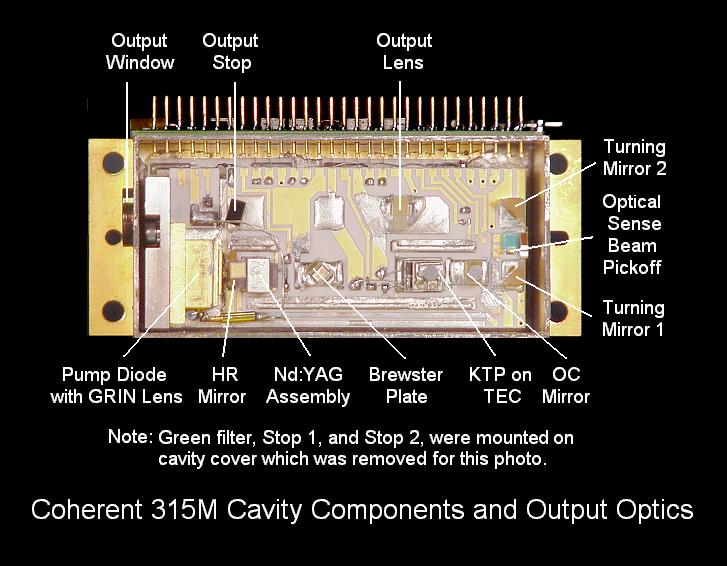 Output
Window
Output
Stop
Output
Lens
Turning
Mirror 2
Optical
Sense
Beam
Pickoff
Turning
Mirror 1
Pump Diode
with GRIN Lens
HR
Mirror
Nd:YAG
Assembly
Brewster
Plate
KTP on
TEC
OC
Mirror
Note: Green filter, Stop 1, and Stop 2, were mounted on
cavity cover which was removed for this photo.
Coherent 315M Cavity Components and Output Optics